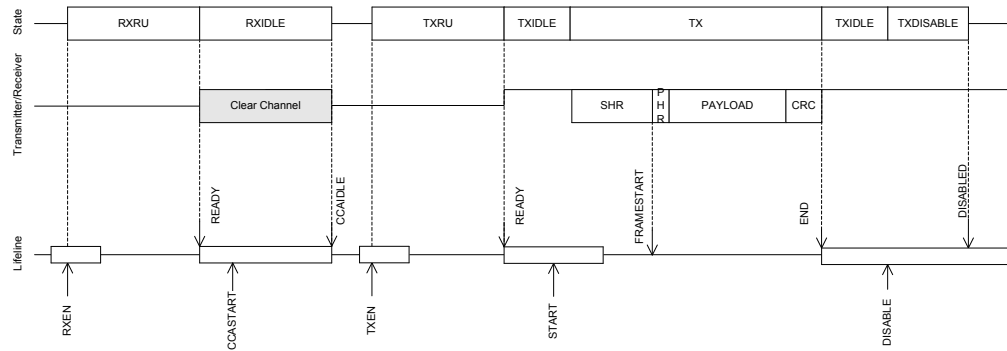 State
RXRU
RXIDLE
TXRU
TXIDLE
TX
TXIDLE
TXDISABLE
Transmitter/Receiver
Clear Channel
SHR
P
H
R
PAYLOAD
CRC
READY
CCAIDLE
READY
FRAMESTART
END
DISABLED
Lifeline
RXEN
CCASTART
TXEN
START
DISABLE